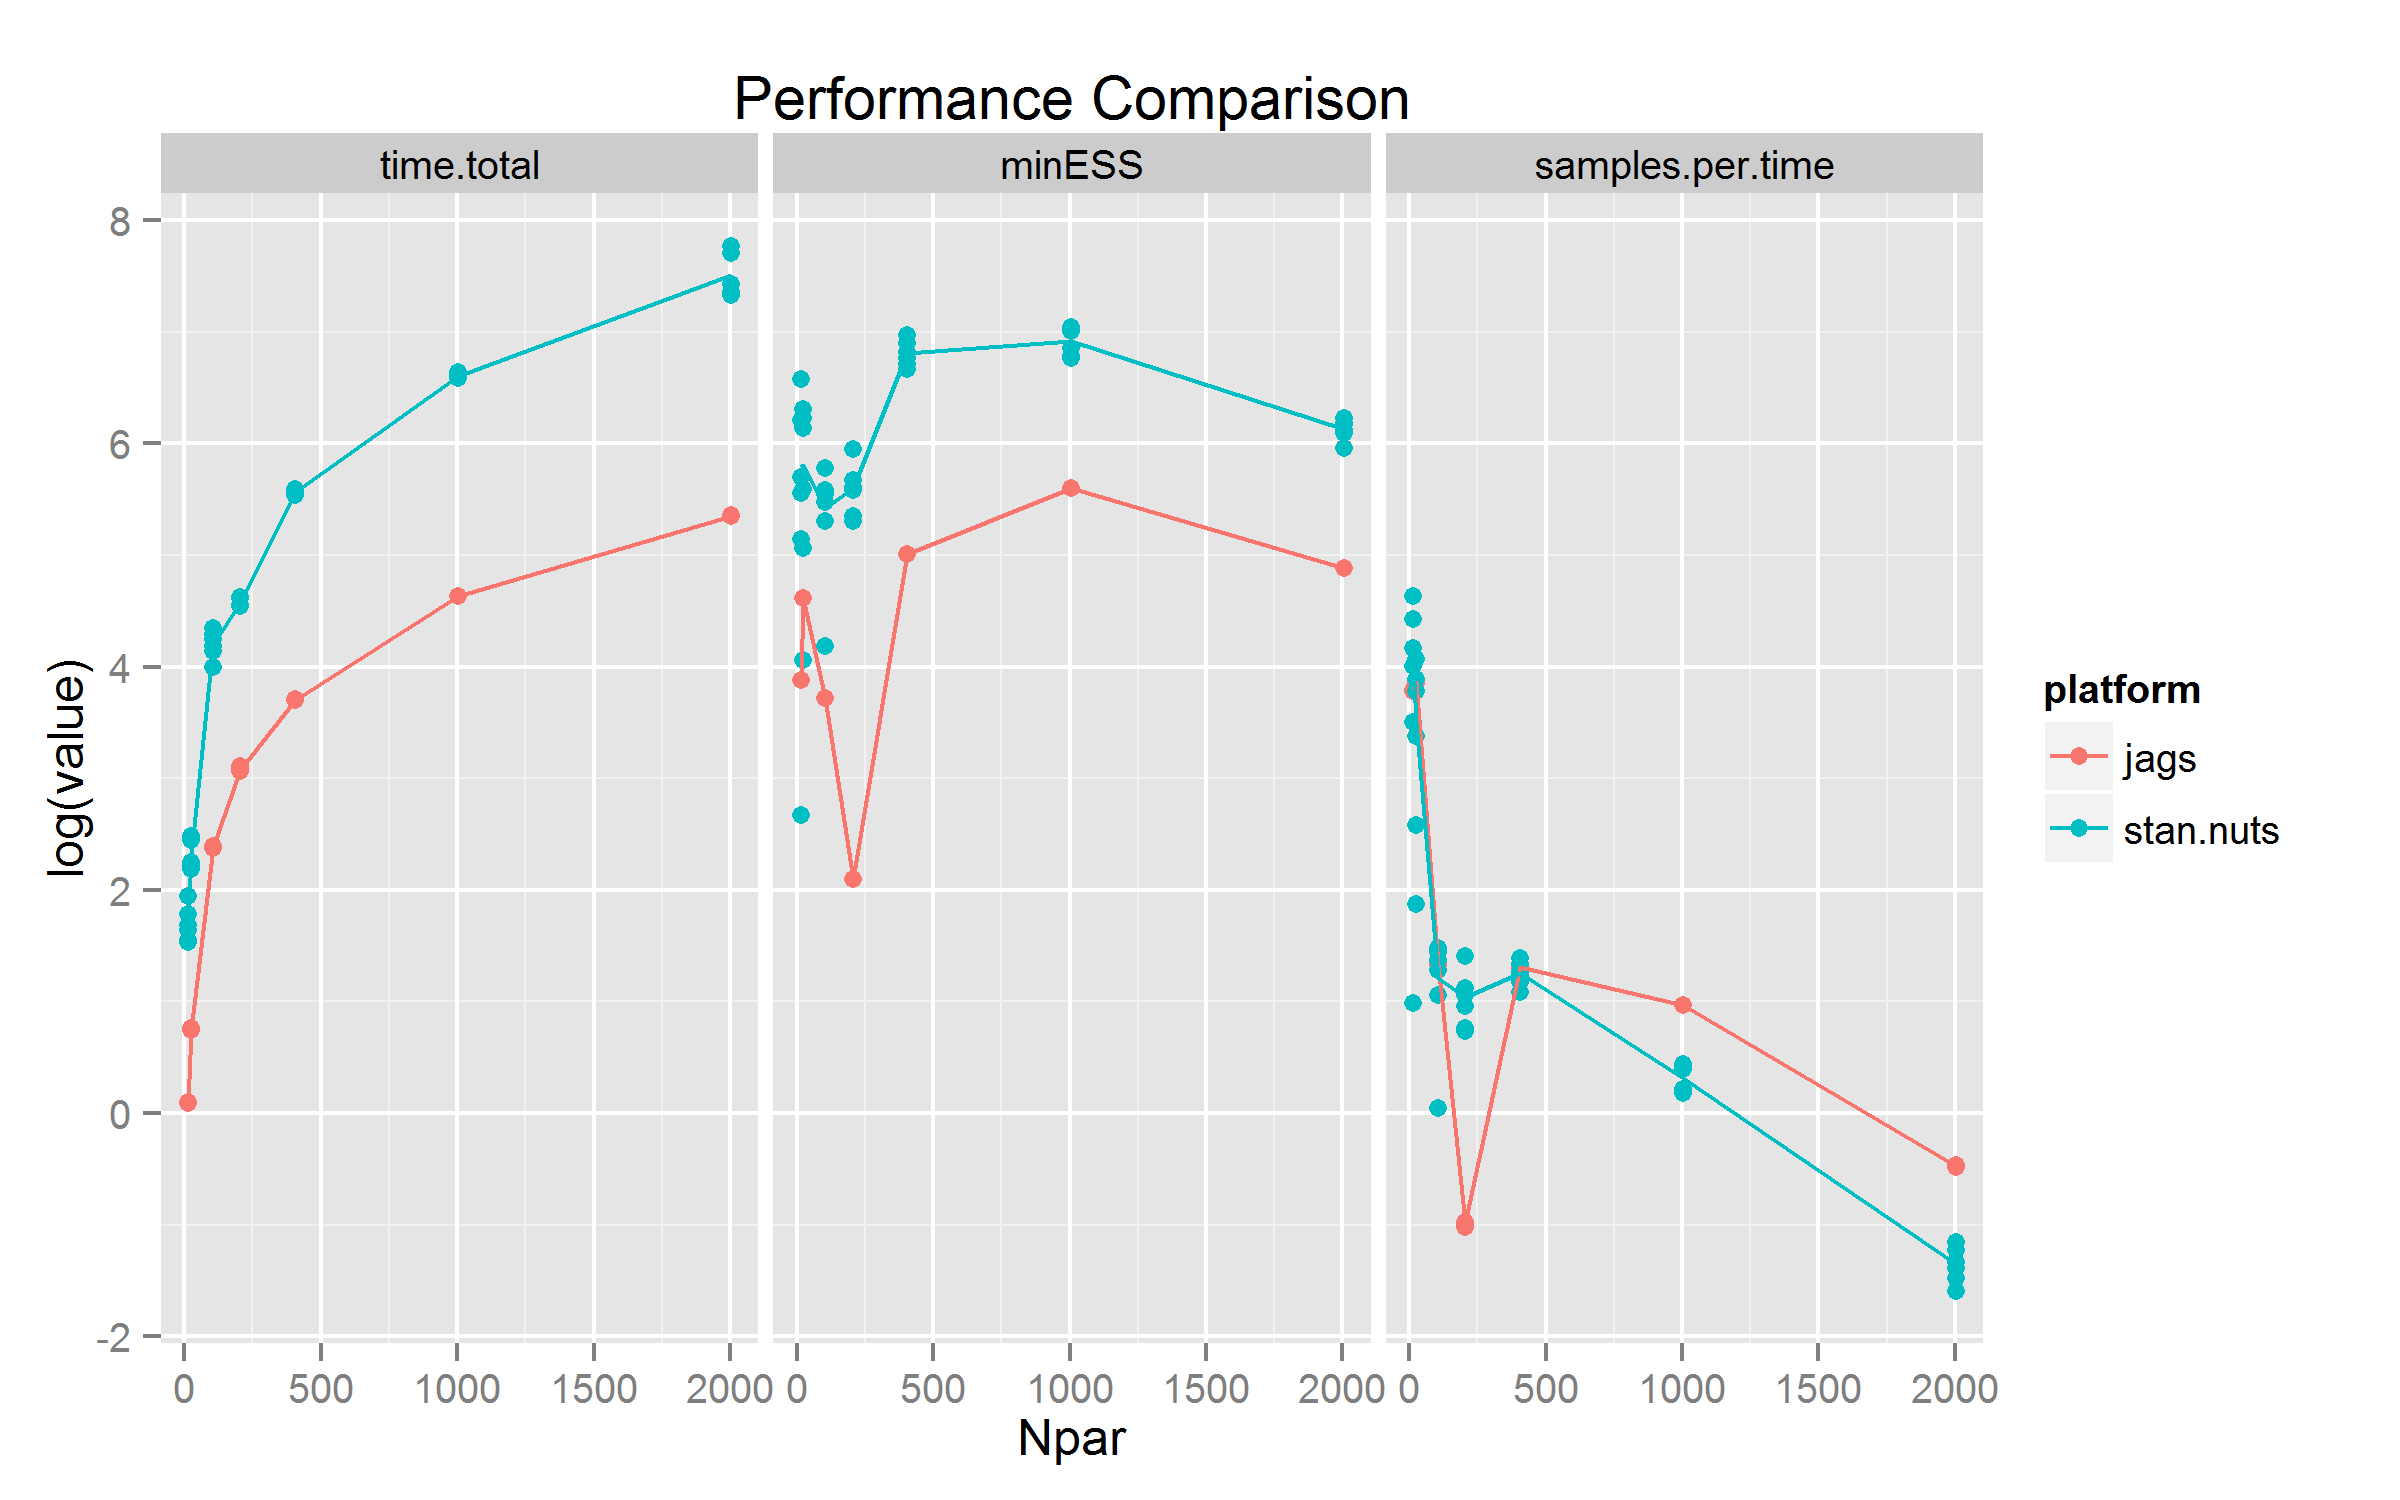 Performance Comparison
time.total minESS samples.per.time
8
6
4
2
0
-2
log(value)
0 500 1000 1500 2000 0 500 1000 1500 2000 0 500 1000 1500 2000
Npar
platform
jags
stan.nuts